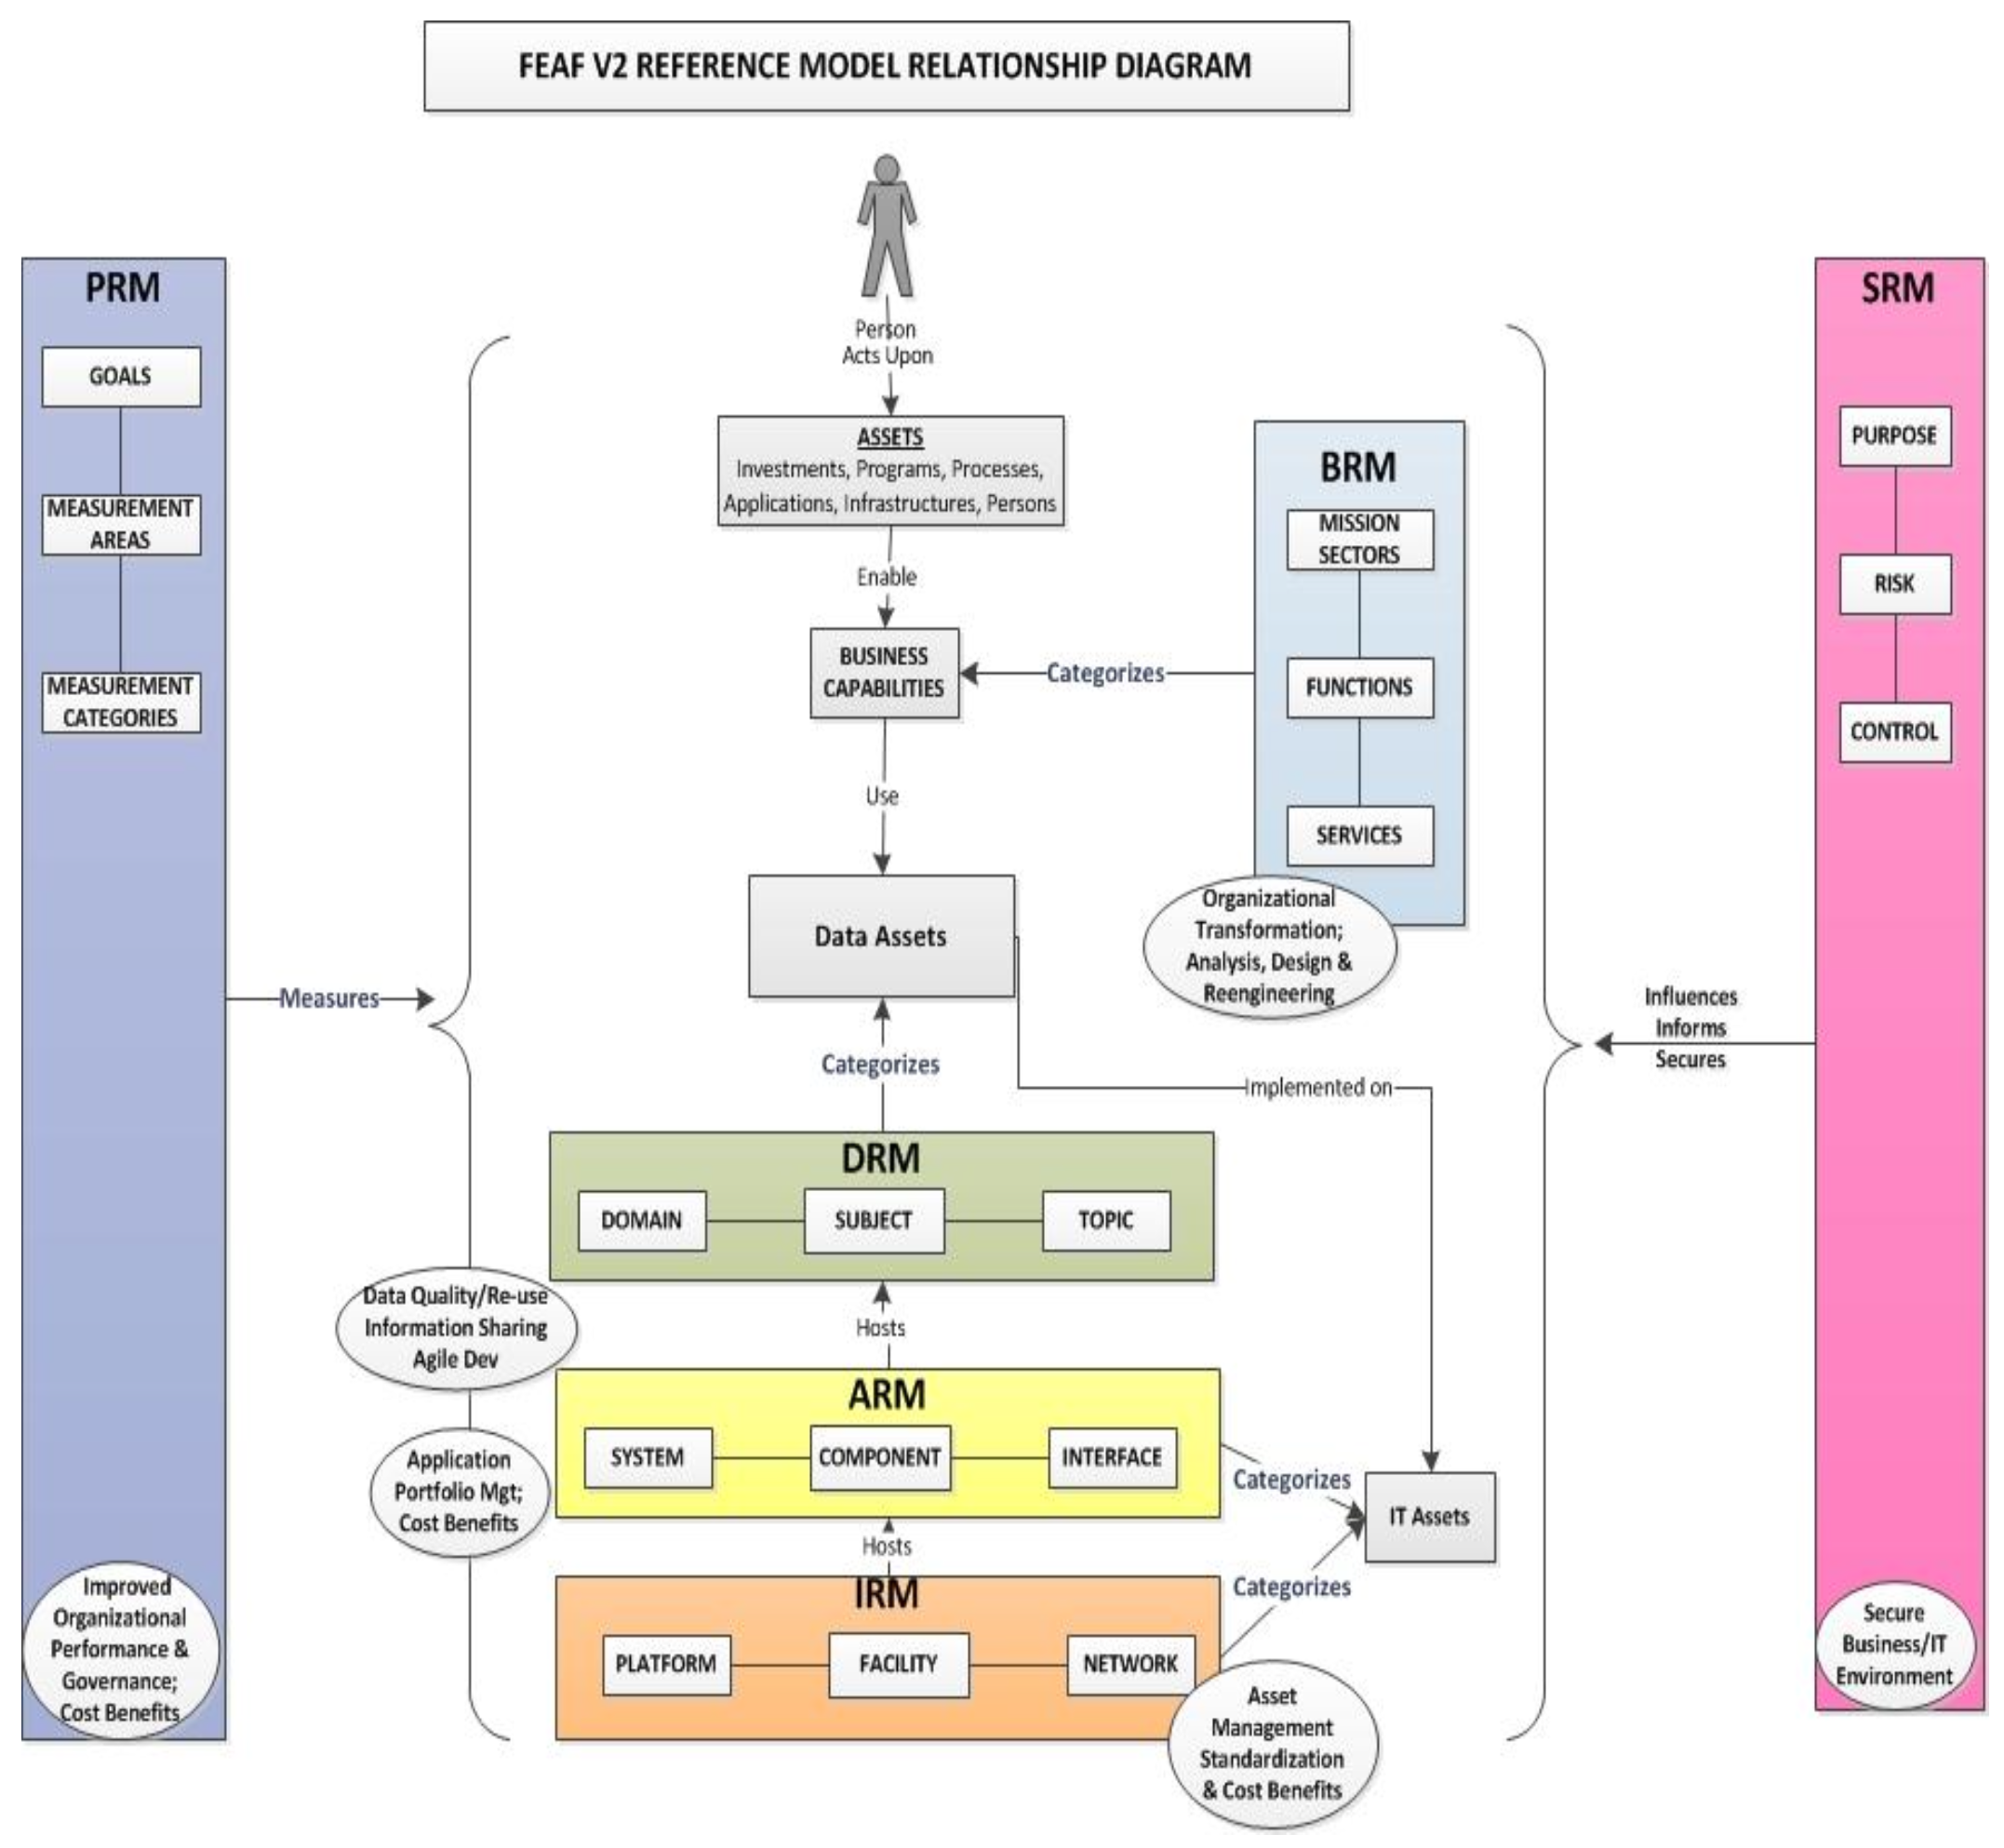 FEAF V2 REFERENCE MODEL RELATIONSHIP DIAGRAM
PRM
GOALS
MEASUREMENT
AREAS
MEASUREMENT
CATEGORIES
Improved
Organizational
Performance &
Governance;
Cost Benefits
Measures
Person
Acts Upon
ASSETS
Investments, Programs, Processes,
Applications, Infrastructures, Persons
Enable
BUSINESS
CAPABILITIES
Categorizes
Use
Data Assets
Categorizes
Implemented on
BRM
MISSION
SECTORS
FUNCTIONS
SERVICES
Organizational
Transformation;
Analysis, Design &
Reengineering
DRM
DOMAIN
SUBJECT
TOPIC
Data Quality/Re-use
Information Sharing
Agile Dev
Hosts
ARM
SYSTEM
COMPONENT
INTERFACE
Categorizes
Application
Portfolio Mgt;
Cost Benefits
IT Assets
Hosts
IRM
PLATFORM
FACILITY
NETWORK
Categorizes
Asset
Management
Standardization
& Cost Benefits
SRM
PURPOSE
RISK
CONTROL
Influences
Informs
Secures
Secure
Business/IT
Environment